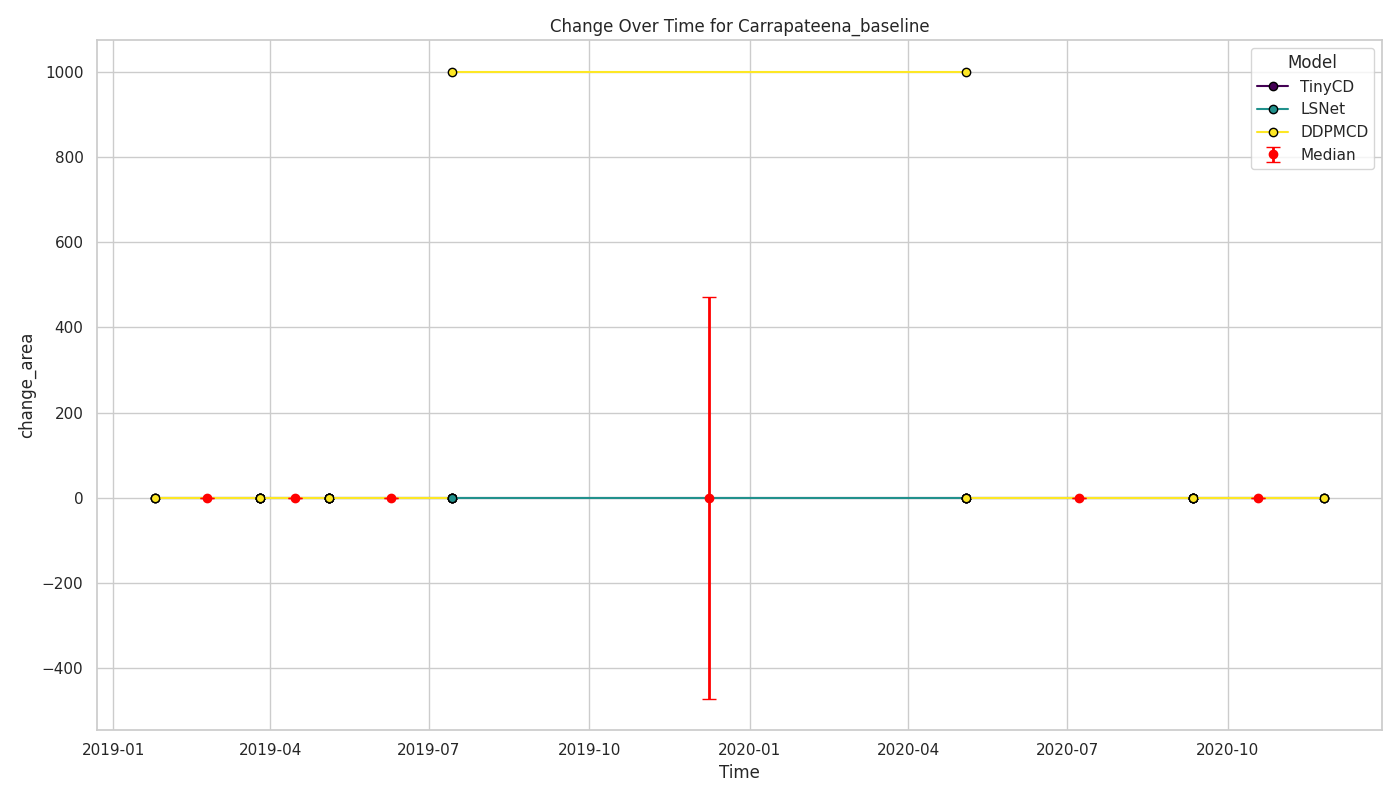 Change Over Time for Carrapateena_baseline
Model
TinyCD
LSNet
DDPMCD
Median
change_area
1000
800
600
400
200
0
−200
−400
2019-01 2019-04 2019-07 2019-10 2020-01 2020-04 2020-07 2020-10
Time